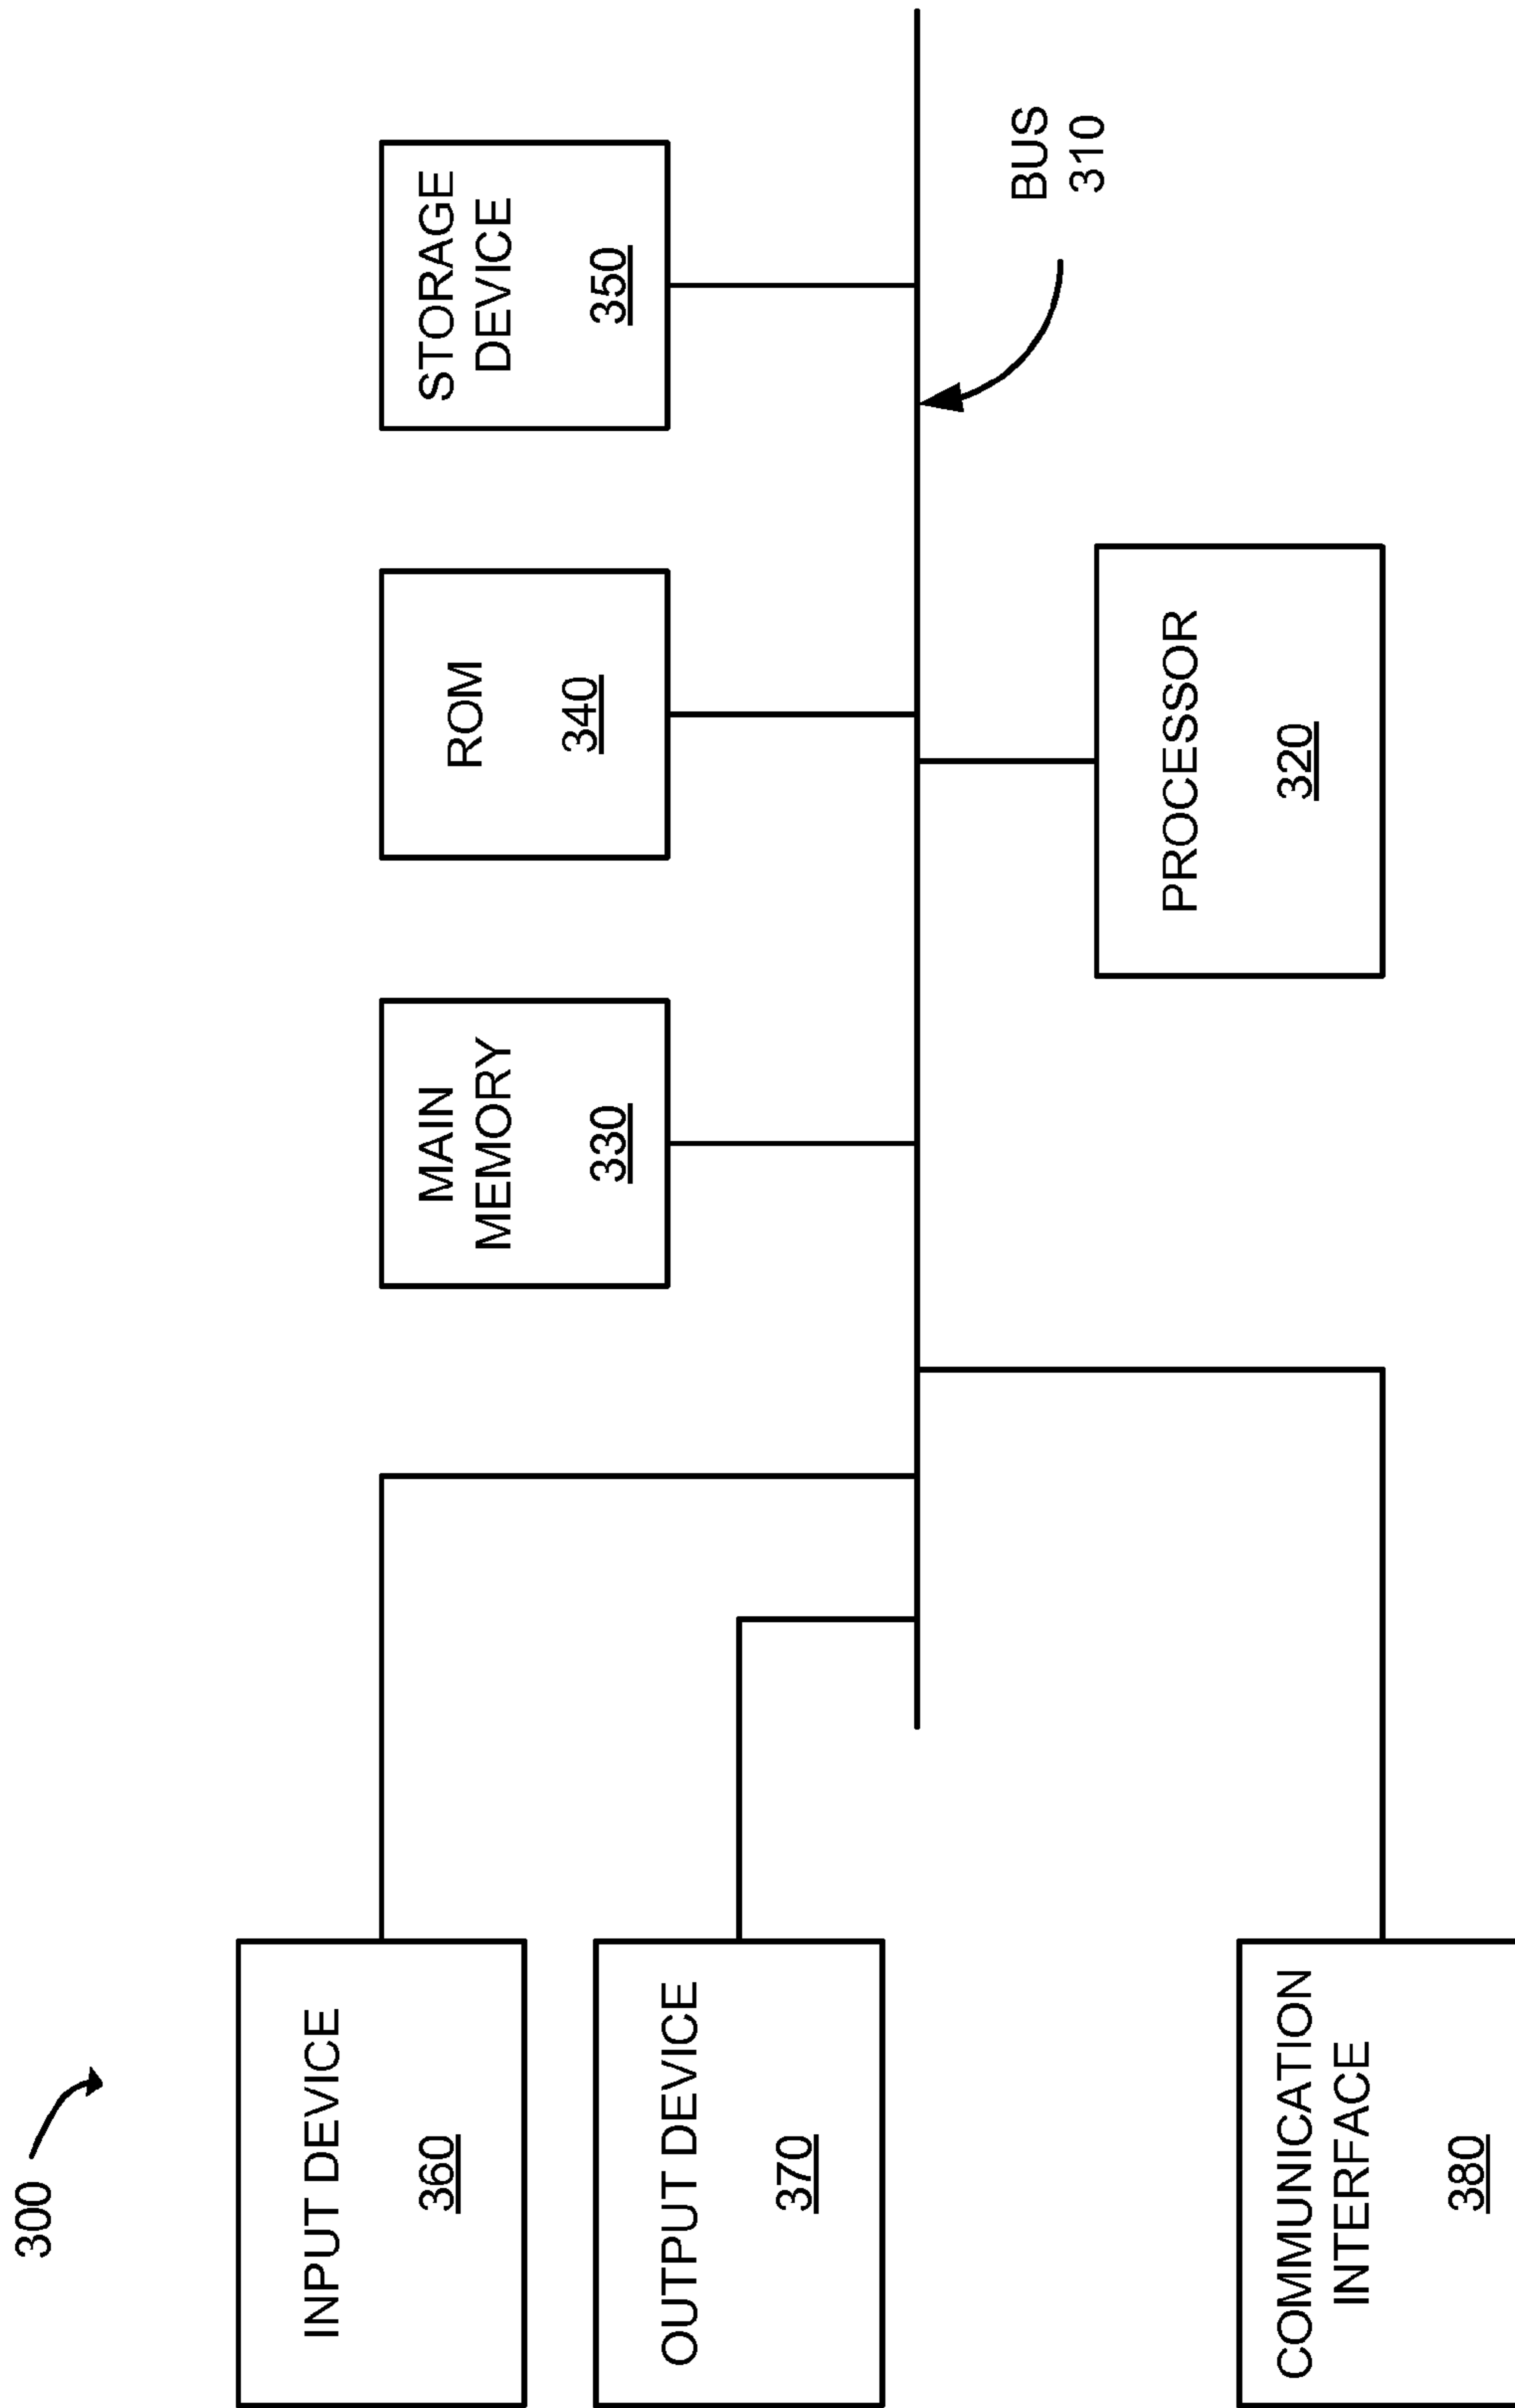 300
MAIN
MEMORY
330
ROM
340
STORAGE
DEVICE
350
INPUT DEVICE
360
OUTPUT DEVICE
370
BUS
310
PROCESSOR
320
COMMUNICATION
INTERFACE
380